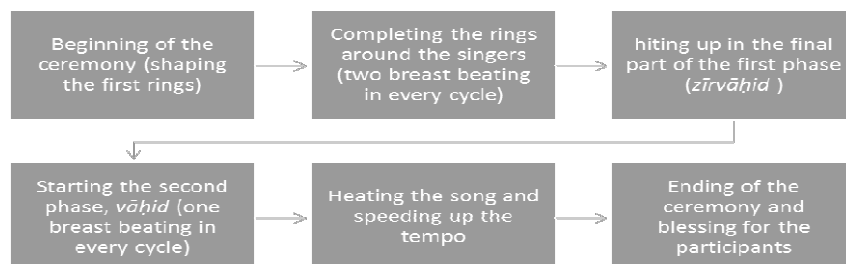 Beginning of the
ceremony (shaping
the first rings)
Completing the rings
around the singers
(two breast beating
in every cycle)
hiting up in the final
part of the first phase
(zīrvāḥid )
Starting the second
phase, vāḥid (one
breast beating in
every cycle)
Heating the song and
speeding up the
tempo
Ending of the
ceremony and
blessing for the
participants